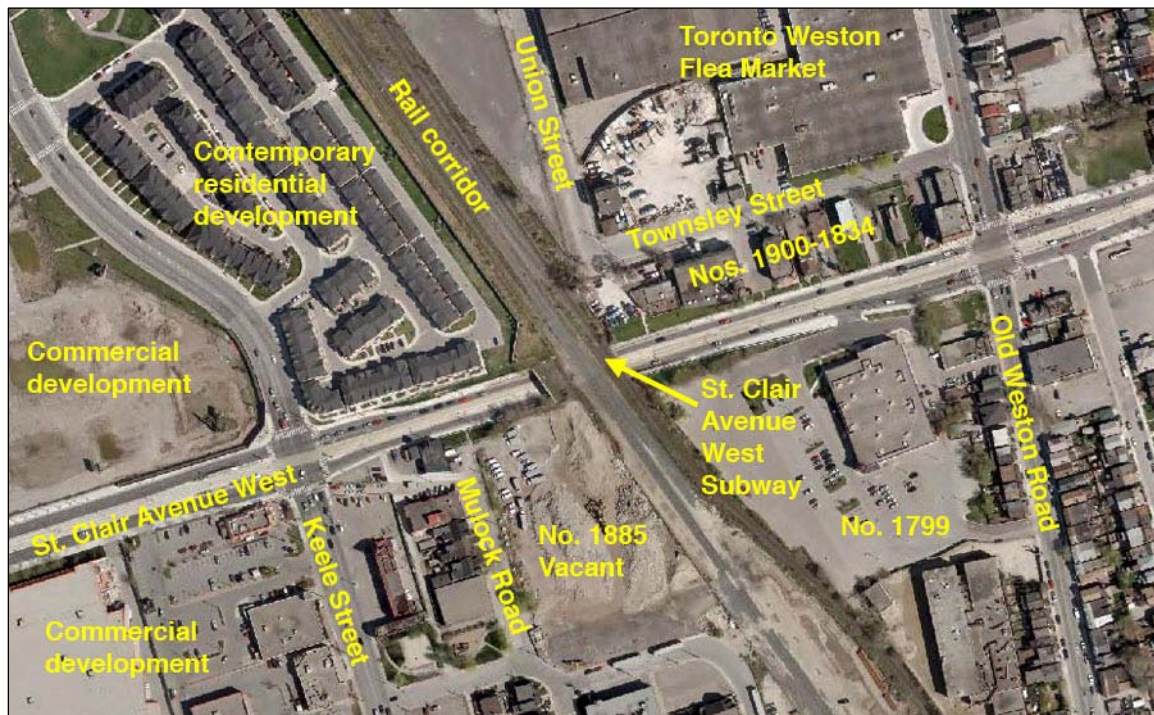 Toronto Weston
Flea Market
Union Street
Rail corridor
Contemporary
residential
development
Townsley Street
Nos. 1900-1834
Commercial
development
St. Clair
Avenue
West
Subway
Old Weston Road
St. Clair Avenue West
Mulock Road
No. 1885
Vacant
No. 1799
Keele Street
Commercial
development